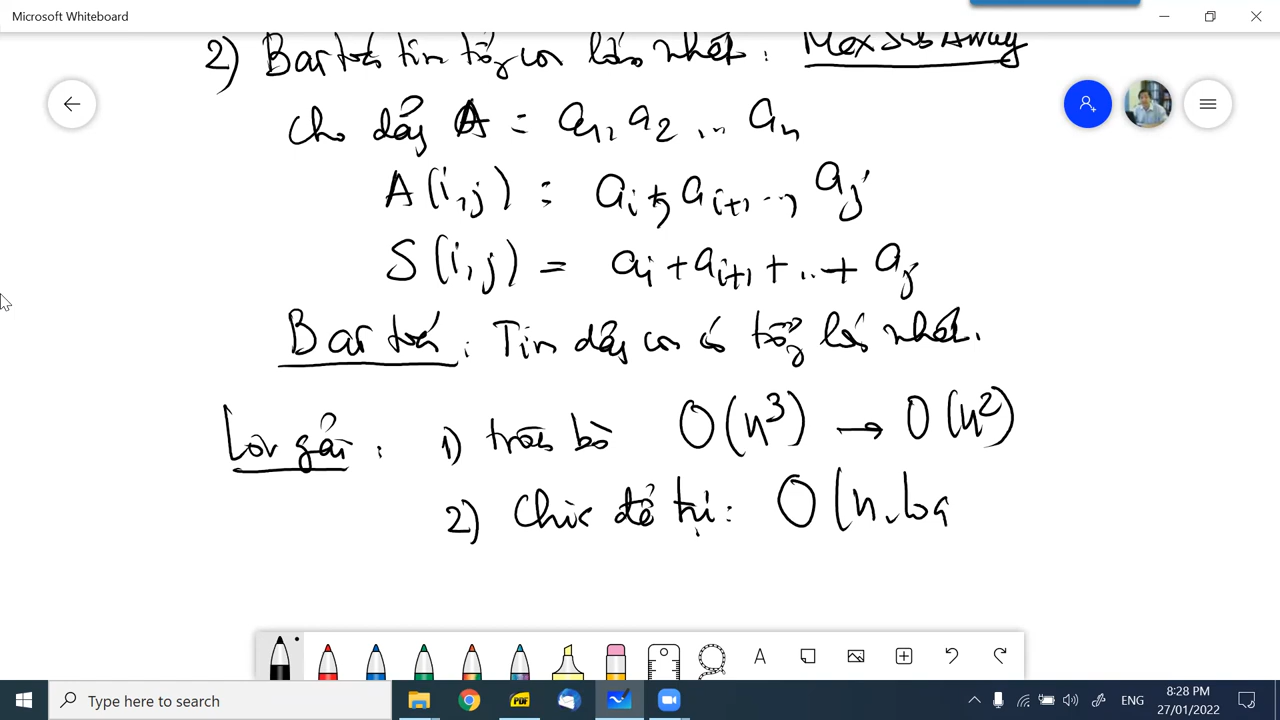 Microsoft Whiteboard
2) Bài toán tìm tổng con lớn nhất : MaxSubArray
Cho dãy A = a1, a2 ... an
A(i,j) = ai, ai+1 ..., aj
S(i,j) = ai + ai+1 + ... + aj
Bài toán : Tìm dãy con có tổng lớn nhất.
Lời giải : 1) trâu bò O(n³) → O(n²)
2) Chia để trị : O(n.log
A
Type here to search
PDF
ENG
8:28 PM
27/01/2022